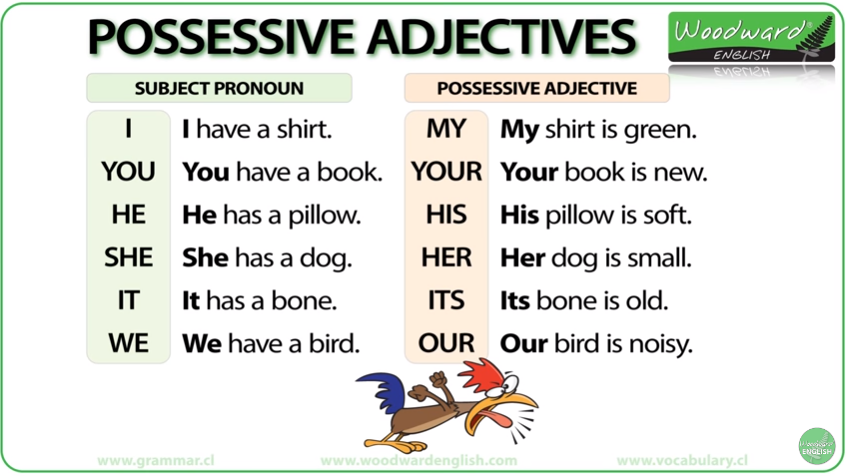 POSSESSIVE ADJECTIVES
Woodward®
ENGLISH
SUBJECT PRONOUN POSSESSIVE ADJECTIVE
I I have a shirt. MY My shirt is green.
YOU You have a book. YOUR Your book is new.
HE He has a pillow. HIS His pillow is soft.
SHE She has a dog. HER Her dog is small.
IT It has a bone. ITS Its bone is old.
WE We have a bird. OUR Our bird is noisy.
Woodward
ENGLISH
www.grammar.cl www.woodwardenglish.com www.vocabulary.cl